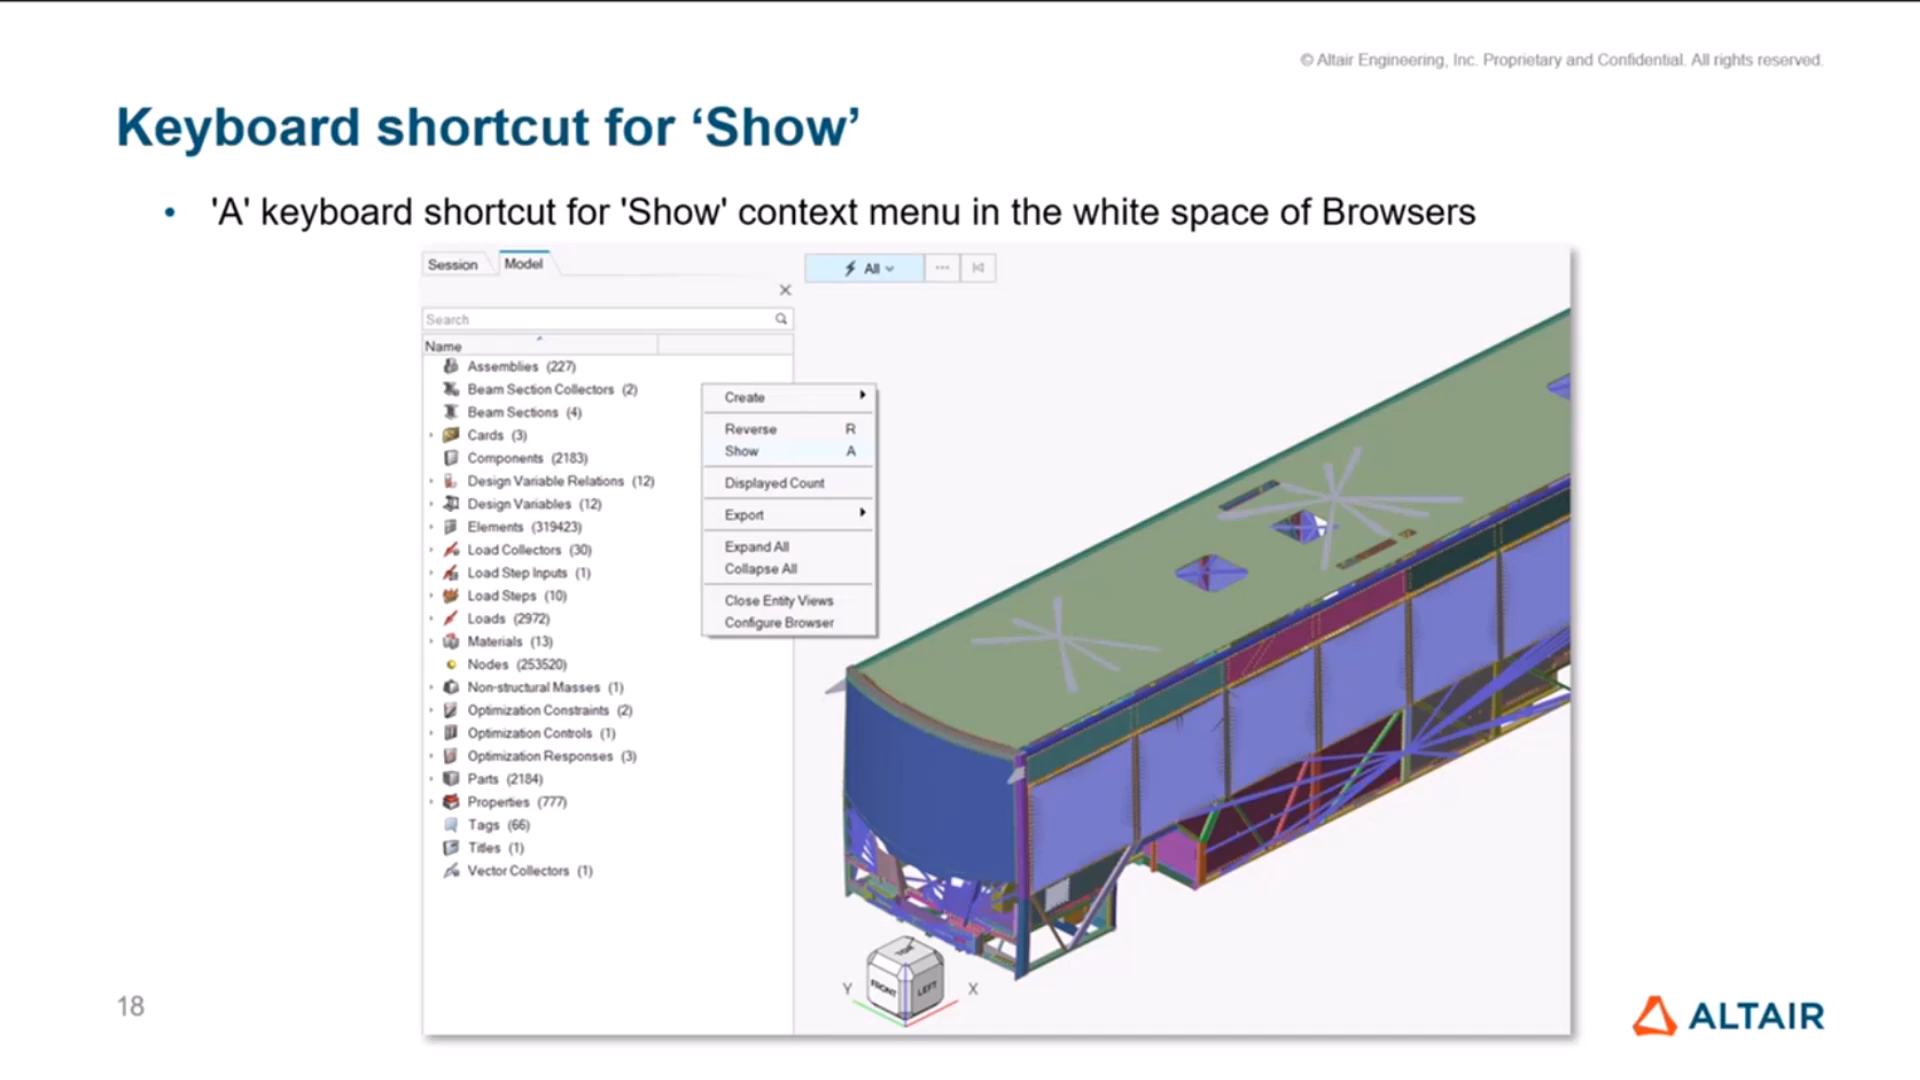 © Altair Engineering, Inc. Proprietary and Confidential. All rights reserved.
Keyboard shortcut for ‘Show’
• 'A' keyboard shortcut for 'Show' context menu in the white space of Browsers
Session Model
All
Search
Name
Assemblies (227)
Beam Section Collectors (2)
Beam Sections (4)
Cards (3)
Components (2183)
Design Variable Relations (12)
Design Variables (12)
Elements (319423)
Load Collectors (30)
Load Step Inputs (1)
Load Steps (10)
Loads (2972)
Materials (13)
Nodes (253520)
Non-structural Masses (1)
Optimization Constraints (2)
Optimization Controls (1)
Optimization Responses (3)
Parts (2184)
Properties (777)
Tags (66)
Titles (1)
Vector Collectors (1)
Create
Reverse R
Show A
Displayed Count
Export
Expand All
Collapse All
Close Entity Views
Configure Browser
TOP
FRONT LEFT
Y X
18
ALTAIR